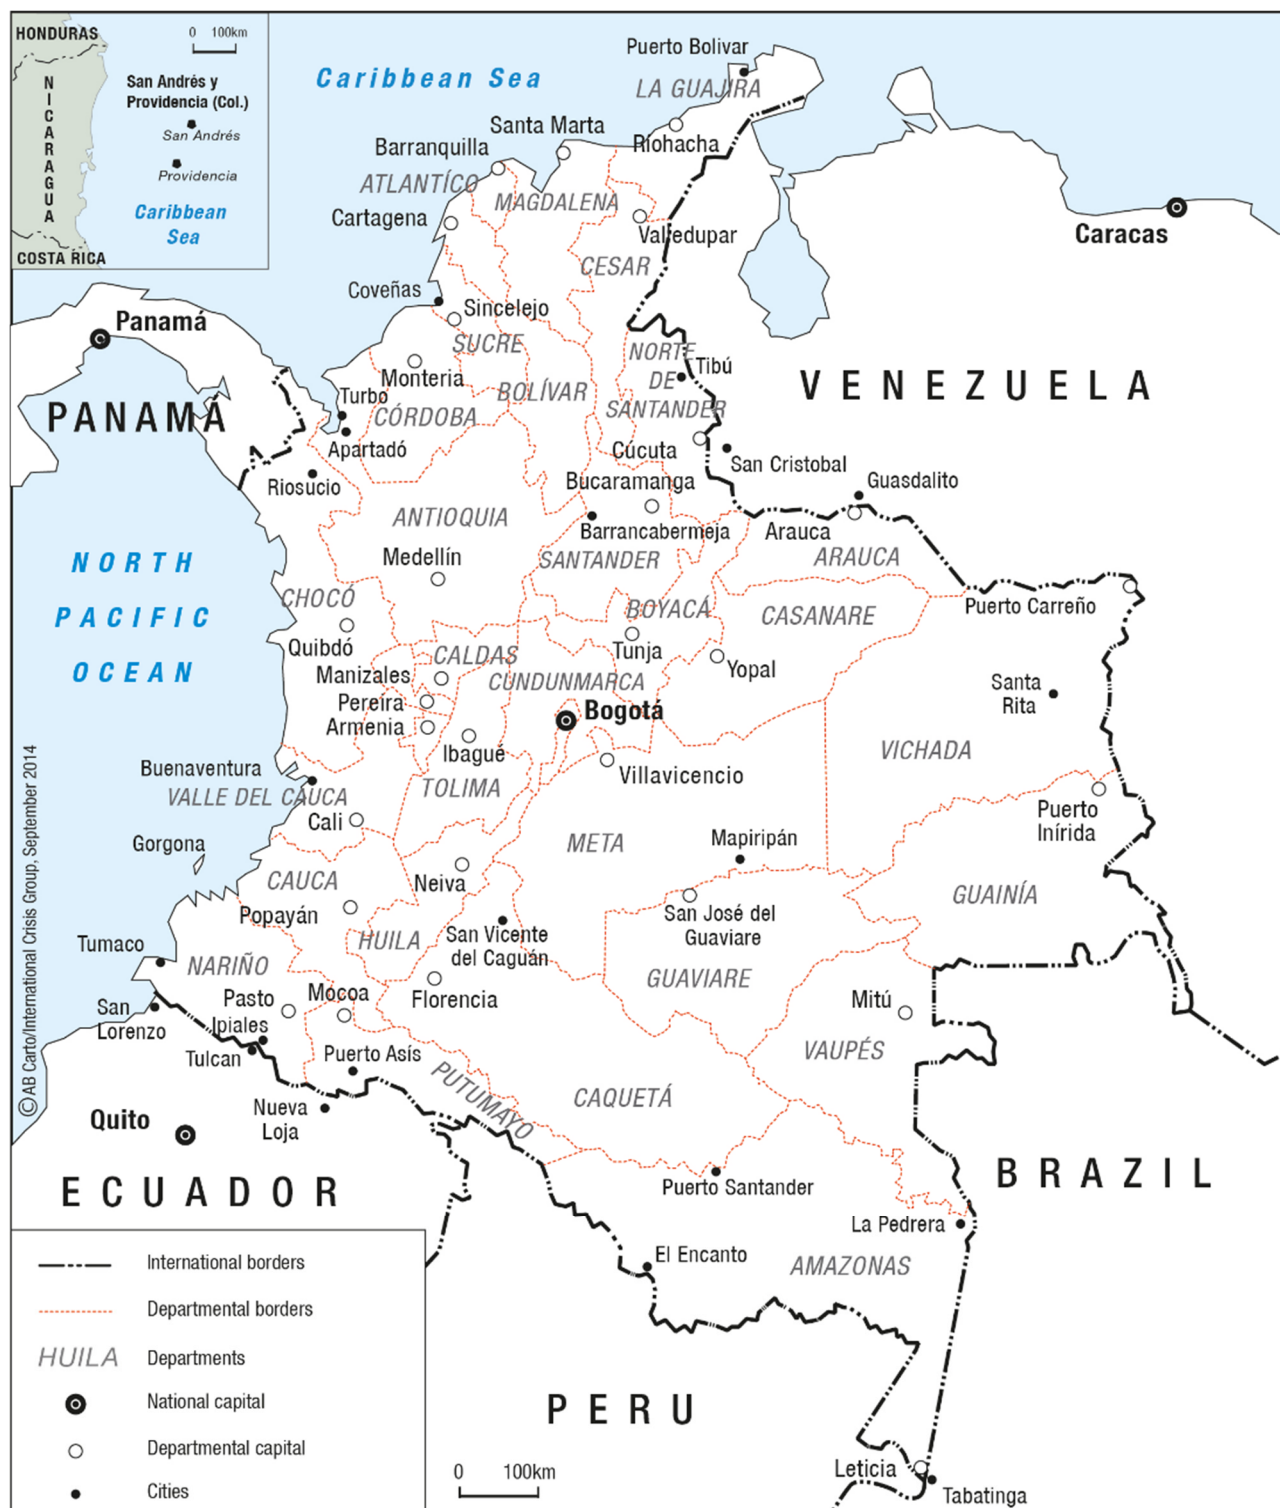 HONDURAS
0 100km
NICARAGUA
San Andrés y
Providencia (Col.)
San Andrés
Providencia
Caribbean
Sea
COSTA RICA
Caribbean Sea
Puerto Bolivar
LA GUAJIRA
Santa Marta
Riohacha
Barranquilla
ATLANTÍCO
MAGDALENA
Cartagena
Valledupar
Caracas
CESAR
Coveñas
Sincelejo
Panamá
SUCRE
NORTE
DE
SANTANDER
Tibú
VENEZUELA
Monteria
BOLÍVAR
Turbo
PANAMÁ
CÓRDOBA
Apartadó
Cúcuta
San Cristobal
Riosucio
Bucaramanga
Guasdalito
ANTIOQUIA
Barrancabermeja
Arauca
ARAUCA
Medellín
SANTANDER
NORTH
PACIFIC
OCEAN
CHOCÓ
BOYACÁ
CASANARE
Puerto Carreño
Quibdó
Tunja
CALDAS
Manizales
Yopal
CUNDUNMARCA
Santa
Rita
Pereira
Bogotá
Armenia
Ibagué
VICHADA
Buenaventura
Villavicencio
VALLE DEL CAUCA
TOLIMA
Cali
Puerto
Inírida
Gorgona
META
Mapiripán
CAUCA
Neiva
GUAINÍA
Popayán
San José del
Guaviare
HUILA
San Vicente
del Caguán
Tumaco
NARIÑO
GUAVIARE
Pasto
Mocoa
Florencia
Mitú
San
Lorenzo
Ipiales
Tulcan
Puerto Asís
VAUPÉS
PUTUMAYO
CAQUETÁ
Nueva
Loja
Quito
BRAZIL
ECUADOR
Puerto Santander
La Pedrera
El Encanto
AMAZONAS
PERU
Leticia
Tabatinga
© AB Carto/International Crisis Group, September 2014
International borders
Departmental borders
HUILA Departments
National capital
Departmental capital
Cities
0 100km